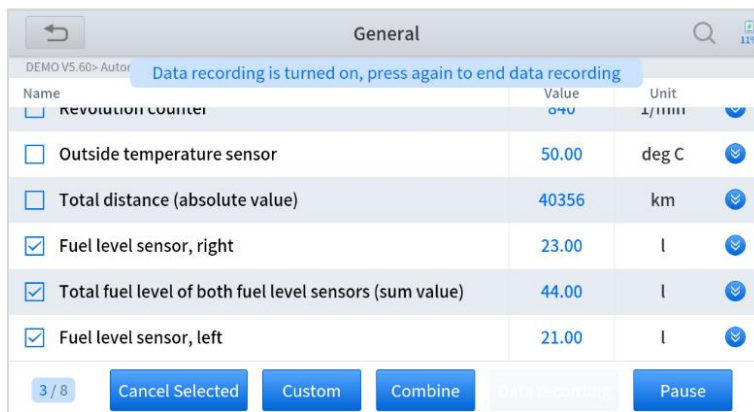 General
11%
DEMO V5.60> Autor
Data recording is turned on, press again to end data recording
Name Value Unit
Revolution counter 840 1/min
Outside temperature sensor 50.00 deg C
Total distance (absolute value) 40356 km
Fuel level sensor, right 23.00 l
Total fuel level of both fuel level sensors (sum value) 44.00 l
Fuel level sensor, left 21.00 l
3 / 8 Cancel Selected Custom Combine Data recording Pause